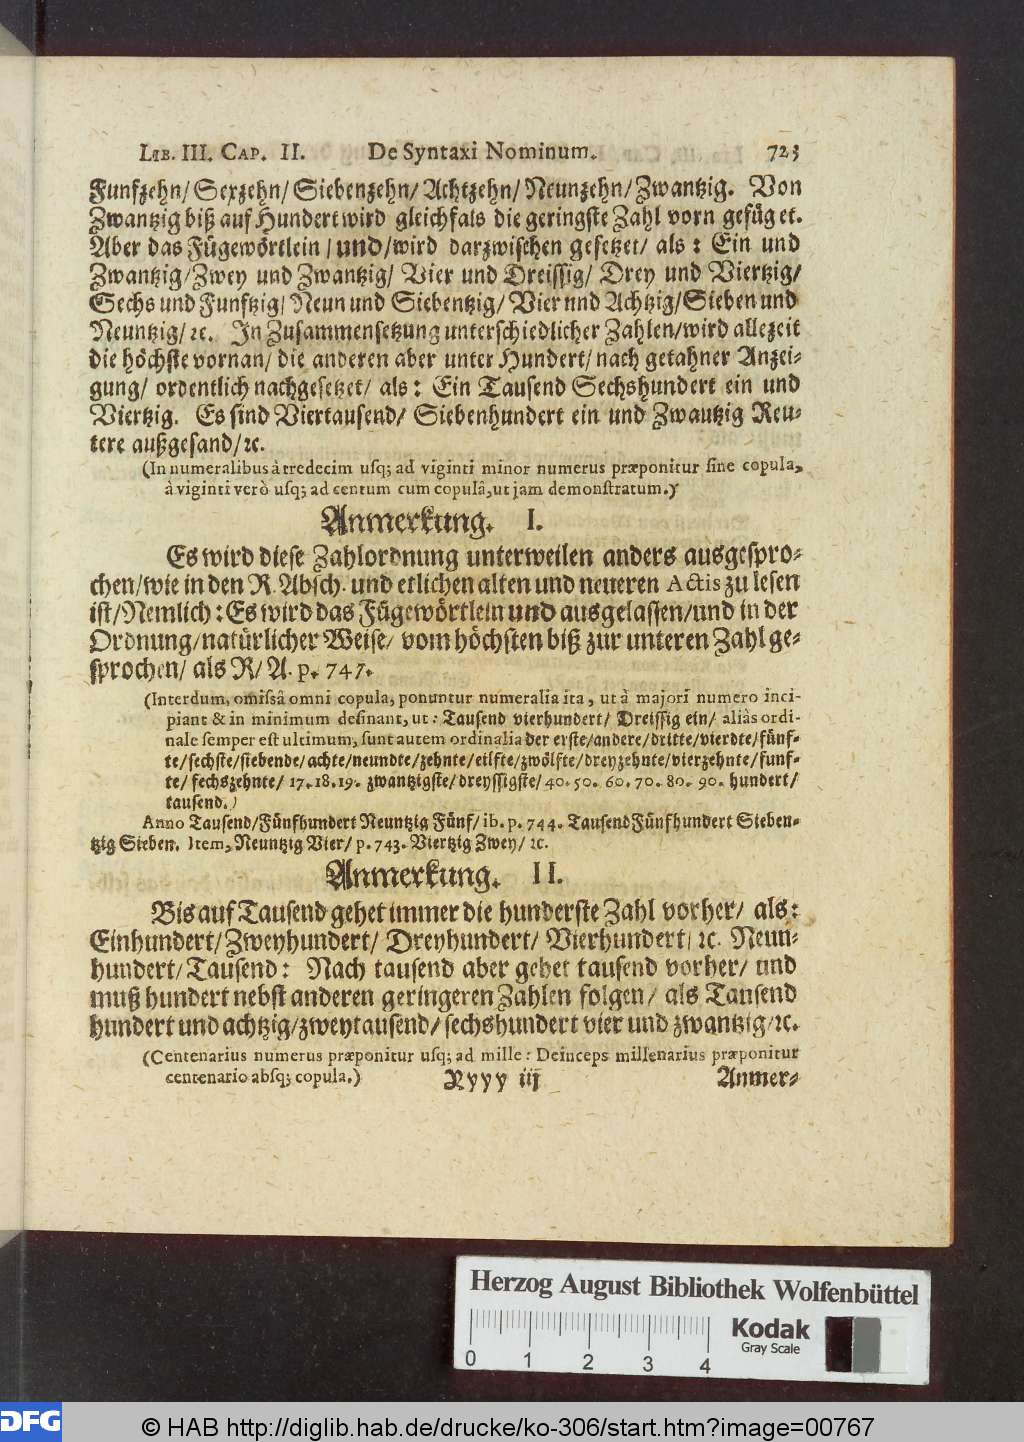 LIB. III. CAP. II. De Syntaxi Nominum. 723
Funfzehn/ Sexzehn/ Siebenzehn/ Achtzehn/ Neunzehn/ Zwantzig. Von
Zwantzig biß auf Hundert wird gleichfals die geringste Zahl vorn gefüget.
Aber das Fügewörtlein / und/ wird darzwischen gesetzet/ als: Ein und
Zwantzig/ Zwey und Zwantzig/ Vier und Dreissig/ Drey und Viertzig/
Sechs und Funftzig/ Neun und Siebentzig/ Vier und Achtzig/ Sieben und
Neuntzig/ ꝛc. In Zusammensetzung unterschiedlicher Zahlen/ wird allezeit
die höchste vornan/ die anderen aber unter Hundert/ nach getahner Anzei-
gung/ ordentlich nachgesetzet/ als: Ein Tausend Sechshundert ein und
Viertzig. Es sind Viertausend/ Siebenhundert ein und Zwautzig Reu-
tere außgesand/ ꝛc.
(In numeralibus à tredecim usq; ad viginti minor numerus præponitur sine copula,
à viginti verò usq; ad centum cum copulâ, ut jam demonstratum.)
Anmerkung. I.
Es wird diese Zahlordnung unterweilen anders ausgespro-
chen/ wie in den R. Absch. und etlichen alten und neueren Actis zu lesen
ist/ Nemlich: Es wird das Fügewörtlein und ausgelassen/ und in der
Ordnung/ natürlicher Weise/ vom höchsten biß zur unteren Zahl ge-
sprochen/ als R/ A. p. 747.
(Interdum, omissâ omni copula, ponuntur numeralia ita, ut à majori numero inci-
piant & in minimum desinant, ut: Tausend vierhundert/ Dreissig ein/ aliàs ordi-
nale semper est ultimum, sunt autem ordinalia der erste/ andere/ dritte/ vierdte/ fünf-
te/ sechste/ siebende/ achte/ neundte/ zehnte/ eilfte/ zwölfte/ dreyzehnte/ vierzehnte/ funf-
te/ sechszehnte/ 17. 18. 19. zwantzigste/ dreyssigste/ 40. 50. 60. 70. 80. 90. hundert/
tausend.)
Anno Tausend/ Fünfhundert Neuntzig Fünf/ ib. p. 744. Tausend Fünfhundert Sieben-
tzig Sieben. Item, Neuntzig Vier/ p. 743. Viertzig Zwey/ ꝛc.
Anmerkung. II.
Bis auf Tausend gehet immer die hunderste Zahl vorher/ als:
Einhundert/ Zweyhundert/ Dreyhundert/ Vierhundert/ ꝛc. Neun-
hundert/ Tausend: Nach tausend aber gehet tausend vorher/ und
muß hundert nebst anderen geringeren Zahlen folgen/ als Tausend
hundert und achtzig/ zweytausend/ sechshundert vier und zwantzig/ ꝛc.
(Centenarius numerus præponitur usq; ad mille: Deinceps millenarius præponitur
centenario absq; copula.)
Yyyy iij Anmer-
Herzog August Bibliothek Wolfenbüttel
0 1 2 3 4
Kodak
Gray Scale
DFG
© HAB http://diglib.hab.de/drucke/ko-306/start.htm?image=00767